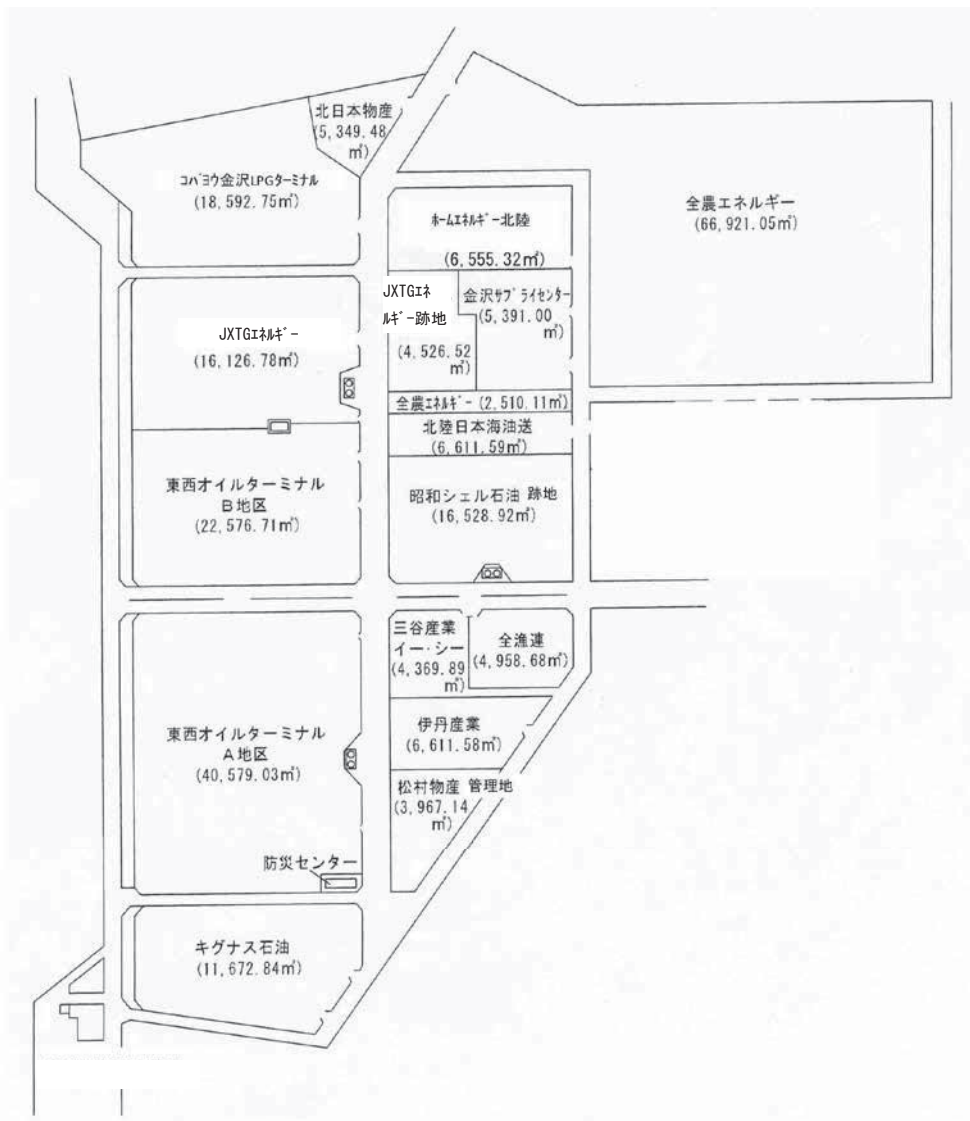 北日本物産
(5,349.48
㎡)
コバヨウ金沢LPGターミナル
(18,592.75㎡)
全農エネルギー
(66,921.05㎡)
ホームエネルギー北陸
(6,555.32㎡)
JXTGエネ
ルギー跡地
(4,526.52
㎡)
金沢サプライセンター
(5,391.00
㎡)
JXTGエネルギー
(16,126.78㎡)
全農エネルギー (2,510.11㎡)
北陸日本海油送
(6,611.59㎡)
東西オイルターミナル
B地区
(22,576.71㎡)
昭和シェル石油 跡地
(16,528.92㎡)
三谷産業
イー・シー
(4,369.89
㎡)
全漁連
(4,958.68㎡)
東西オイルターミナル
A地区
(40,579.03㎡)
伊丹産業
(6,611.58㎡)
松村物産 管理地
(3,967.14
㎡)
防災センター
キグナス石油
(11,672.84㎡)